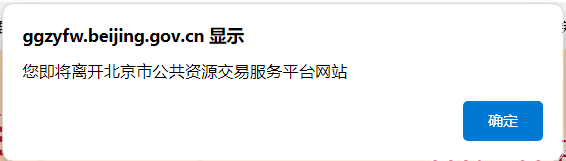 ggzyfw.beijing.gov.cn 显示
您即将离开北京市公共资源交易服务平台网站
确定